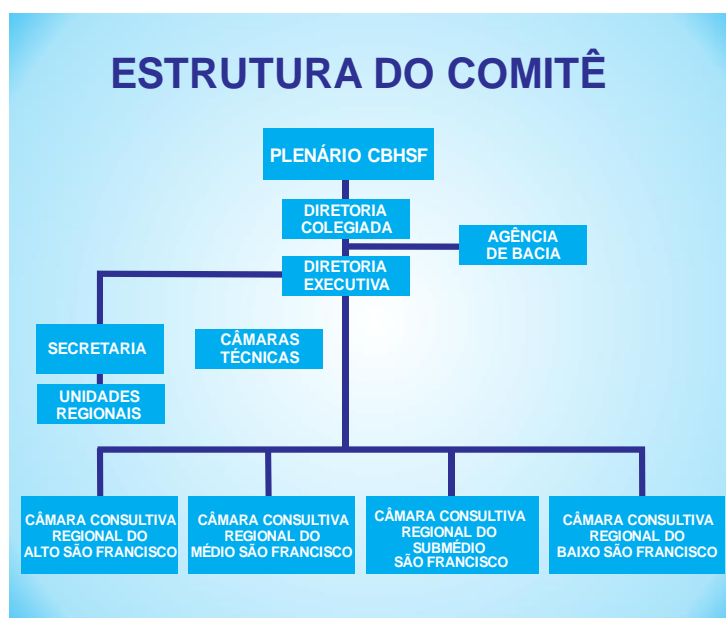 ESTRUTURA DO COMITÊ
PLENÁRIO CBHSF
DIRETORIA
COLEGIADA
AGÊNCIA
DE BACIA
DIRETORIA
EXECUTIVA
SECRETARIA
CÂMARAS
TÉCNICAS
UNIDADES
REGIONAIS
CÂMARA CONSULTIVA
REGIONAL DO
ALTO SÃO FRANCISCO
CÂMARA CONSULTIVA
REGIONAL DO
MÉDIO SÃO FRANCISCO
CÂMARA CONSULTIVA
REGIONAL DO
SUBMÉDIO
SÃO FRANCISCO
CÂMARA CONSULTIVA
REGIONAL DO
BAIXO SÃO FRANCISCO